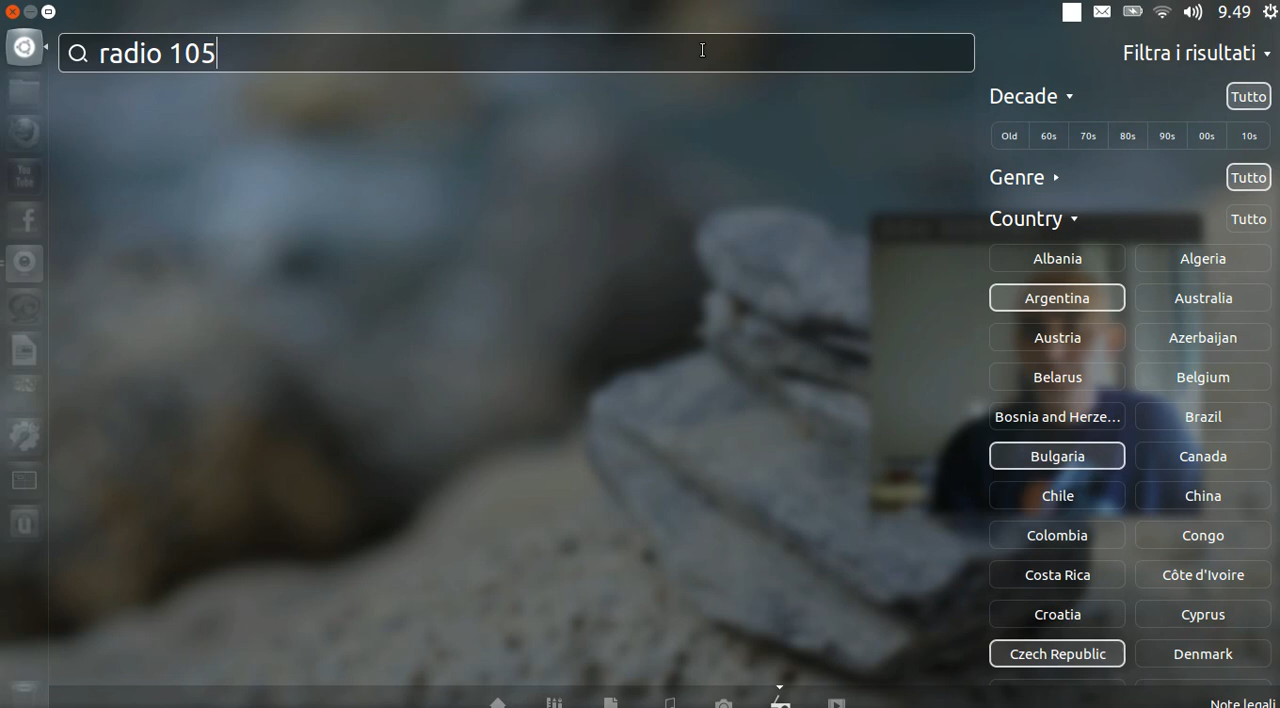 9.49
radio 105
Filtra i risultati
Decade Tutto
Old 60s 70s 80s 90s 00s 10s
Genre Tutto
Country Tutto
Albania Algeria
Argentina Australia
Austria Azerbaijan
Belarus Belgium
Bosnia and Herze... Brazil
Bulgaria Canada
Chile China
Colombia Congo
Costa Rica Côte d'Ivoire
Croatia Cyprus
Czech Republic Denmark
Note legali
You Tube
f
u